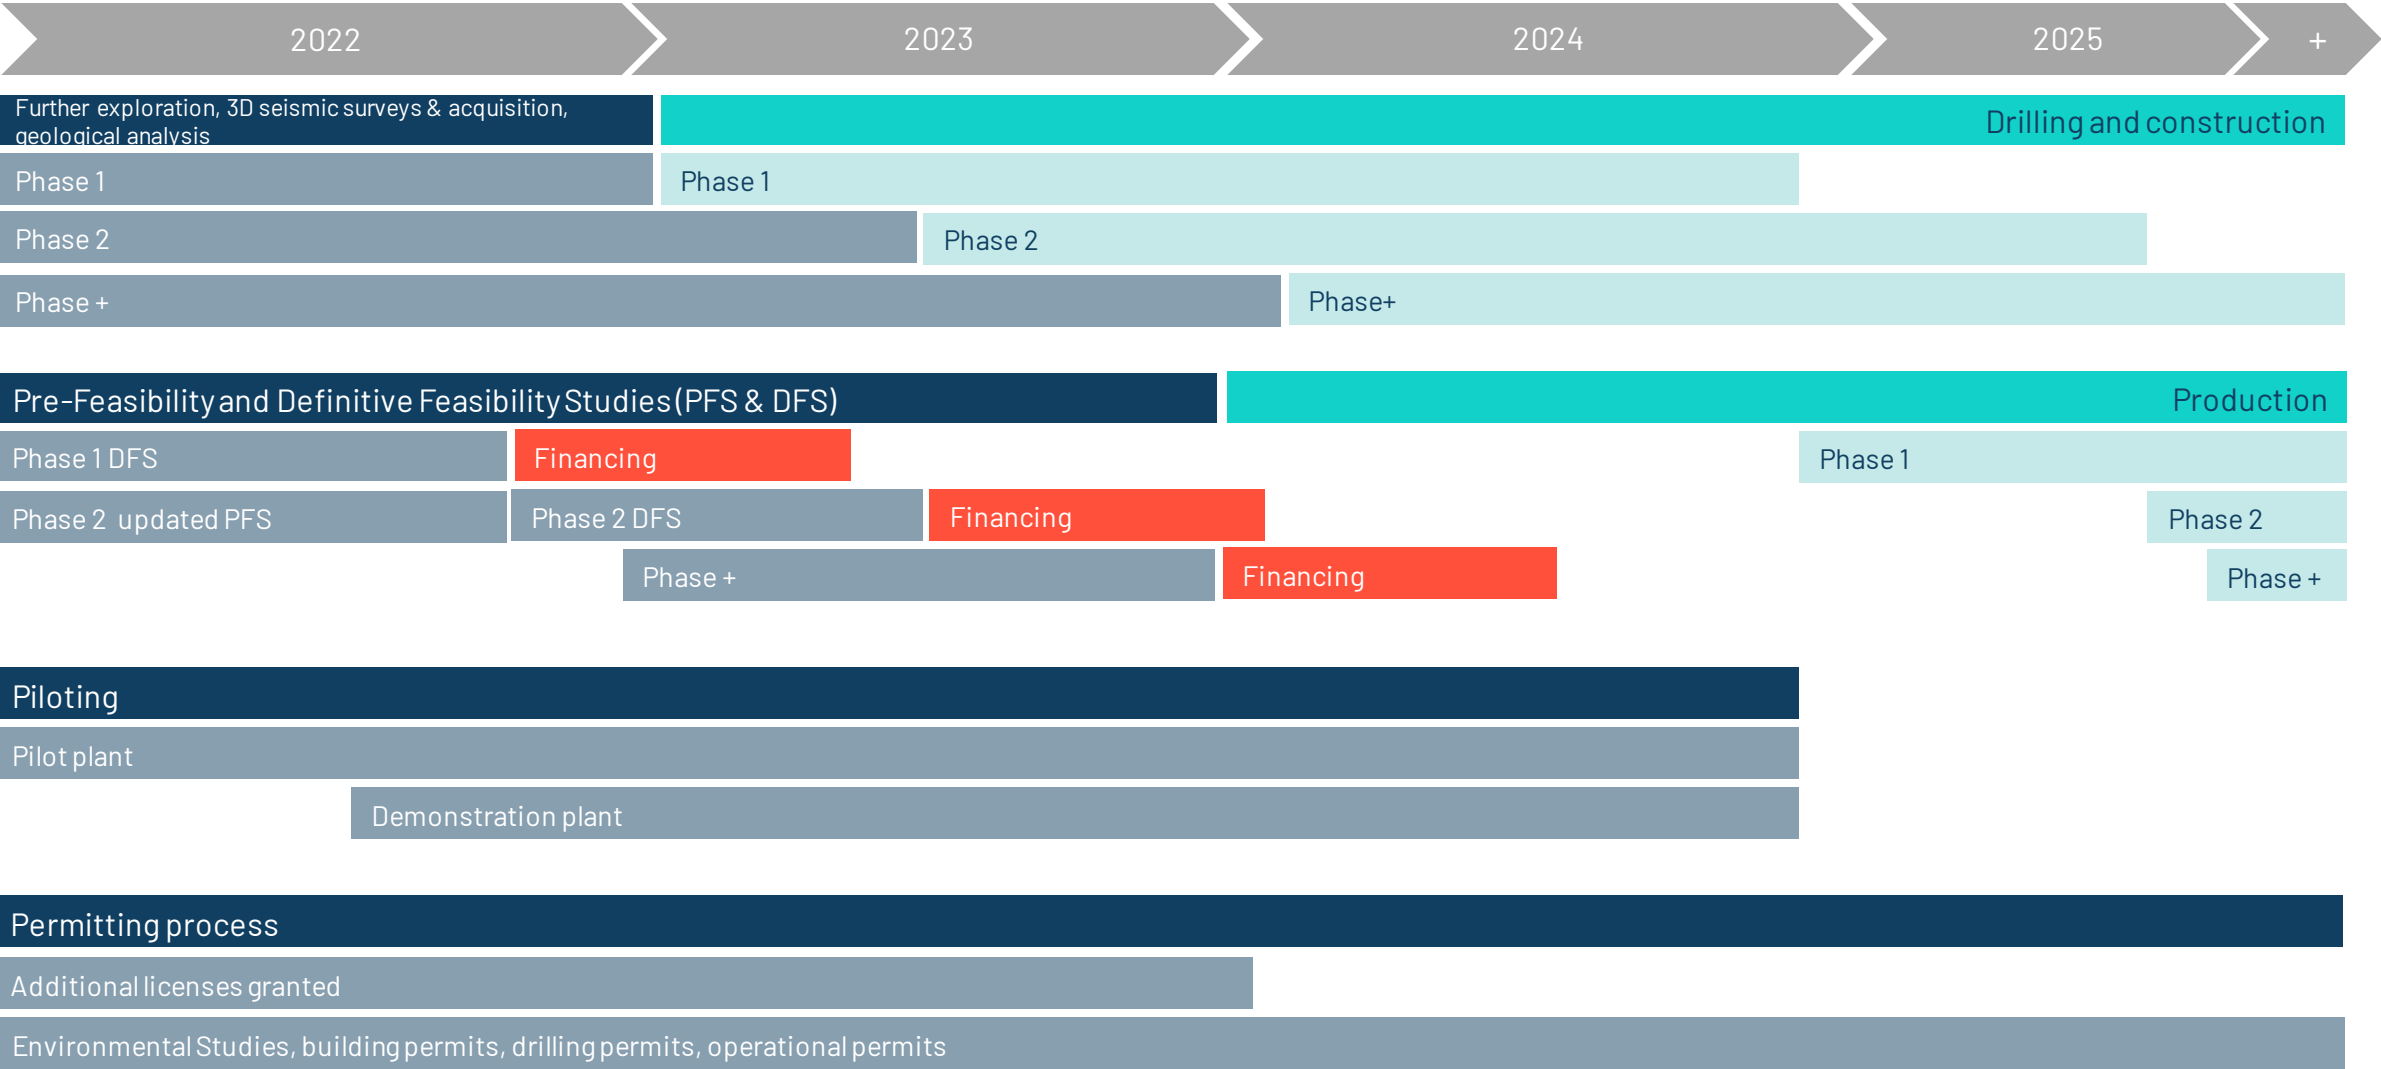 2022
2023
2024
2025
+
Further exploration, 3D seismic surveys & acquisition,
geological analysis
Drilling and construction
Phase 1
Phase 1
Phase 2
Phase 2
Phase +
Phase+
Pre-Feasibility and Definitive Feasibility Studies (PFS & DFS)
Production
Phase 1 DFS
Financing
Phase 1
Phase 2 updated PFS
Phase 2 DFS
Financing
Phase 2
Phase +
Financing
Phase +
Piloting
Pilot plant
Demonstration plant
Permitting process
Additional licenses granted
Environmental Studies, building permits, drilling permits, operational permits